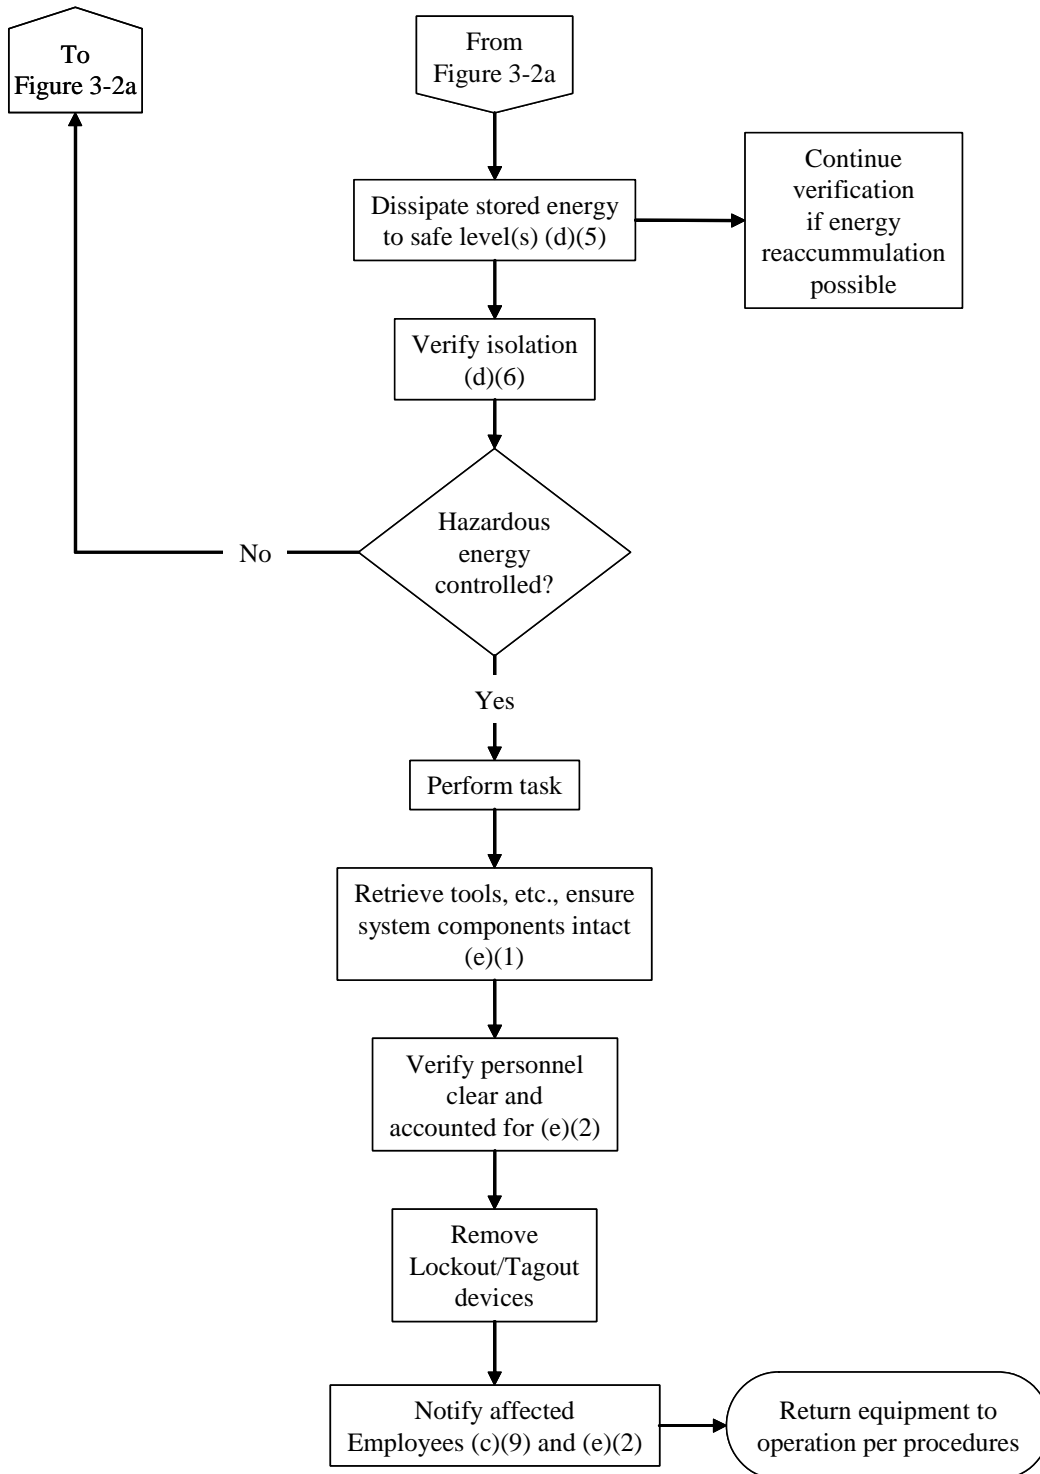 To
Figure 3-2a
From
Figure 3-2a
Dissipate stored energy
to safe level(s) (d)(5)
Continue
verification
if energy
reaccummulation
possible
Verify isolation
(d)(6)
Hazardous
energy
controlled?
No
Yes
Perform task
Retrieve tools, etc., ensure
system components intact
(e)(1)
Verify personnel
clear and
accounted for (e)(2)
Remove
Lockout/Tagout
devices
Notify affected
Employees (c)(9) and (e)(2)
Return equipment to
operation per procedures